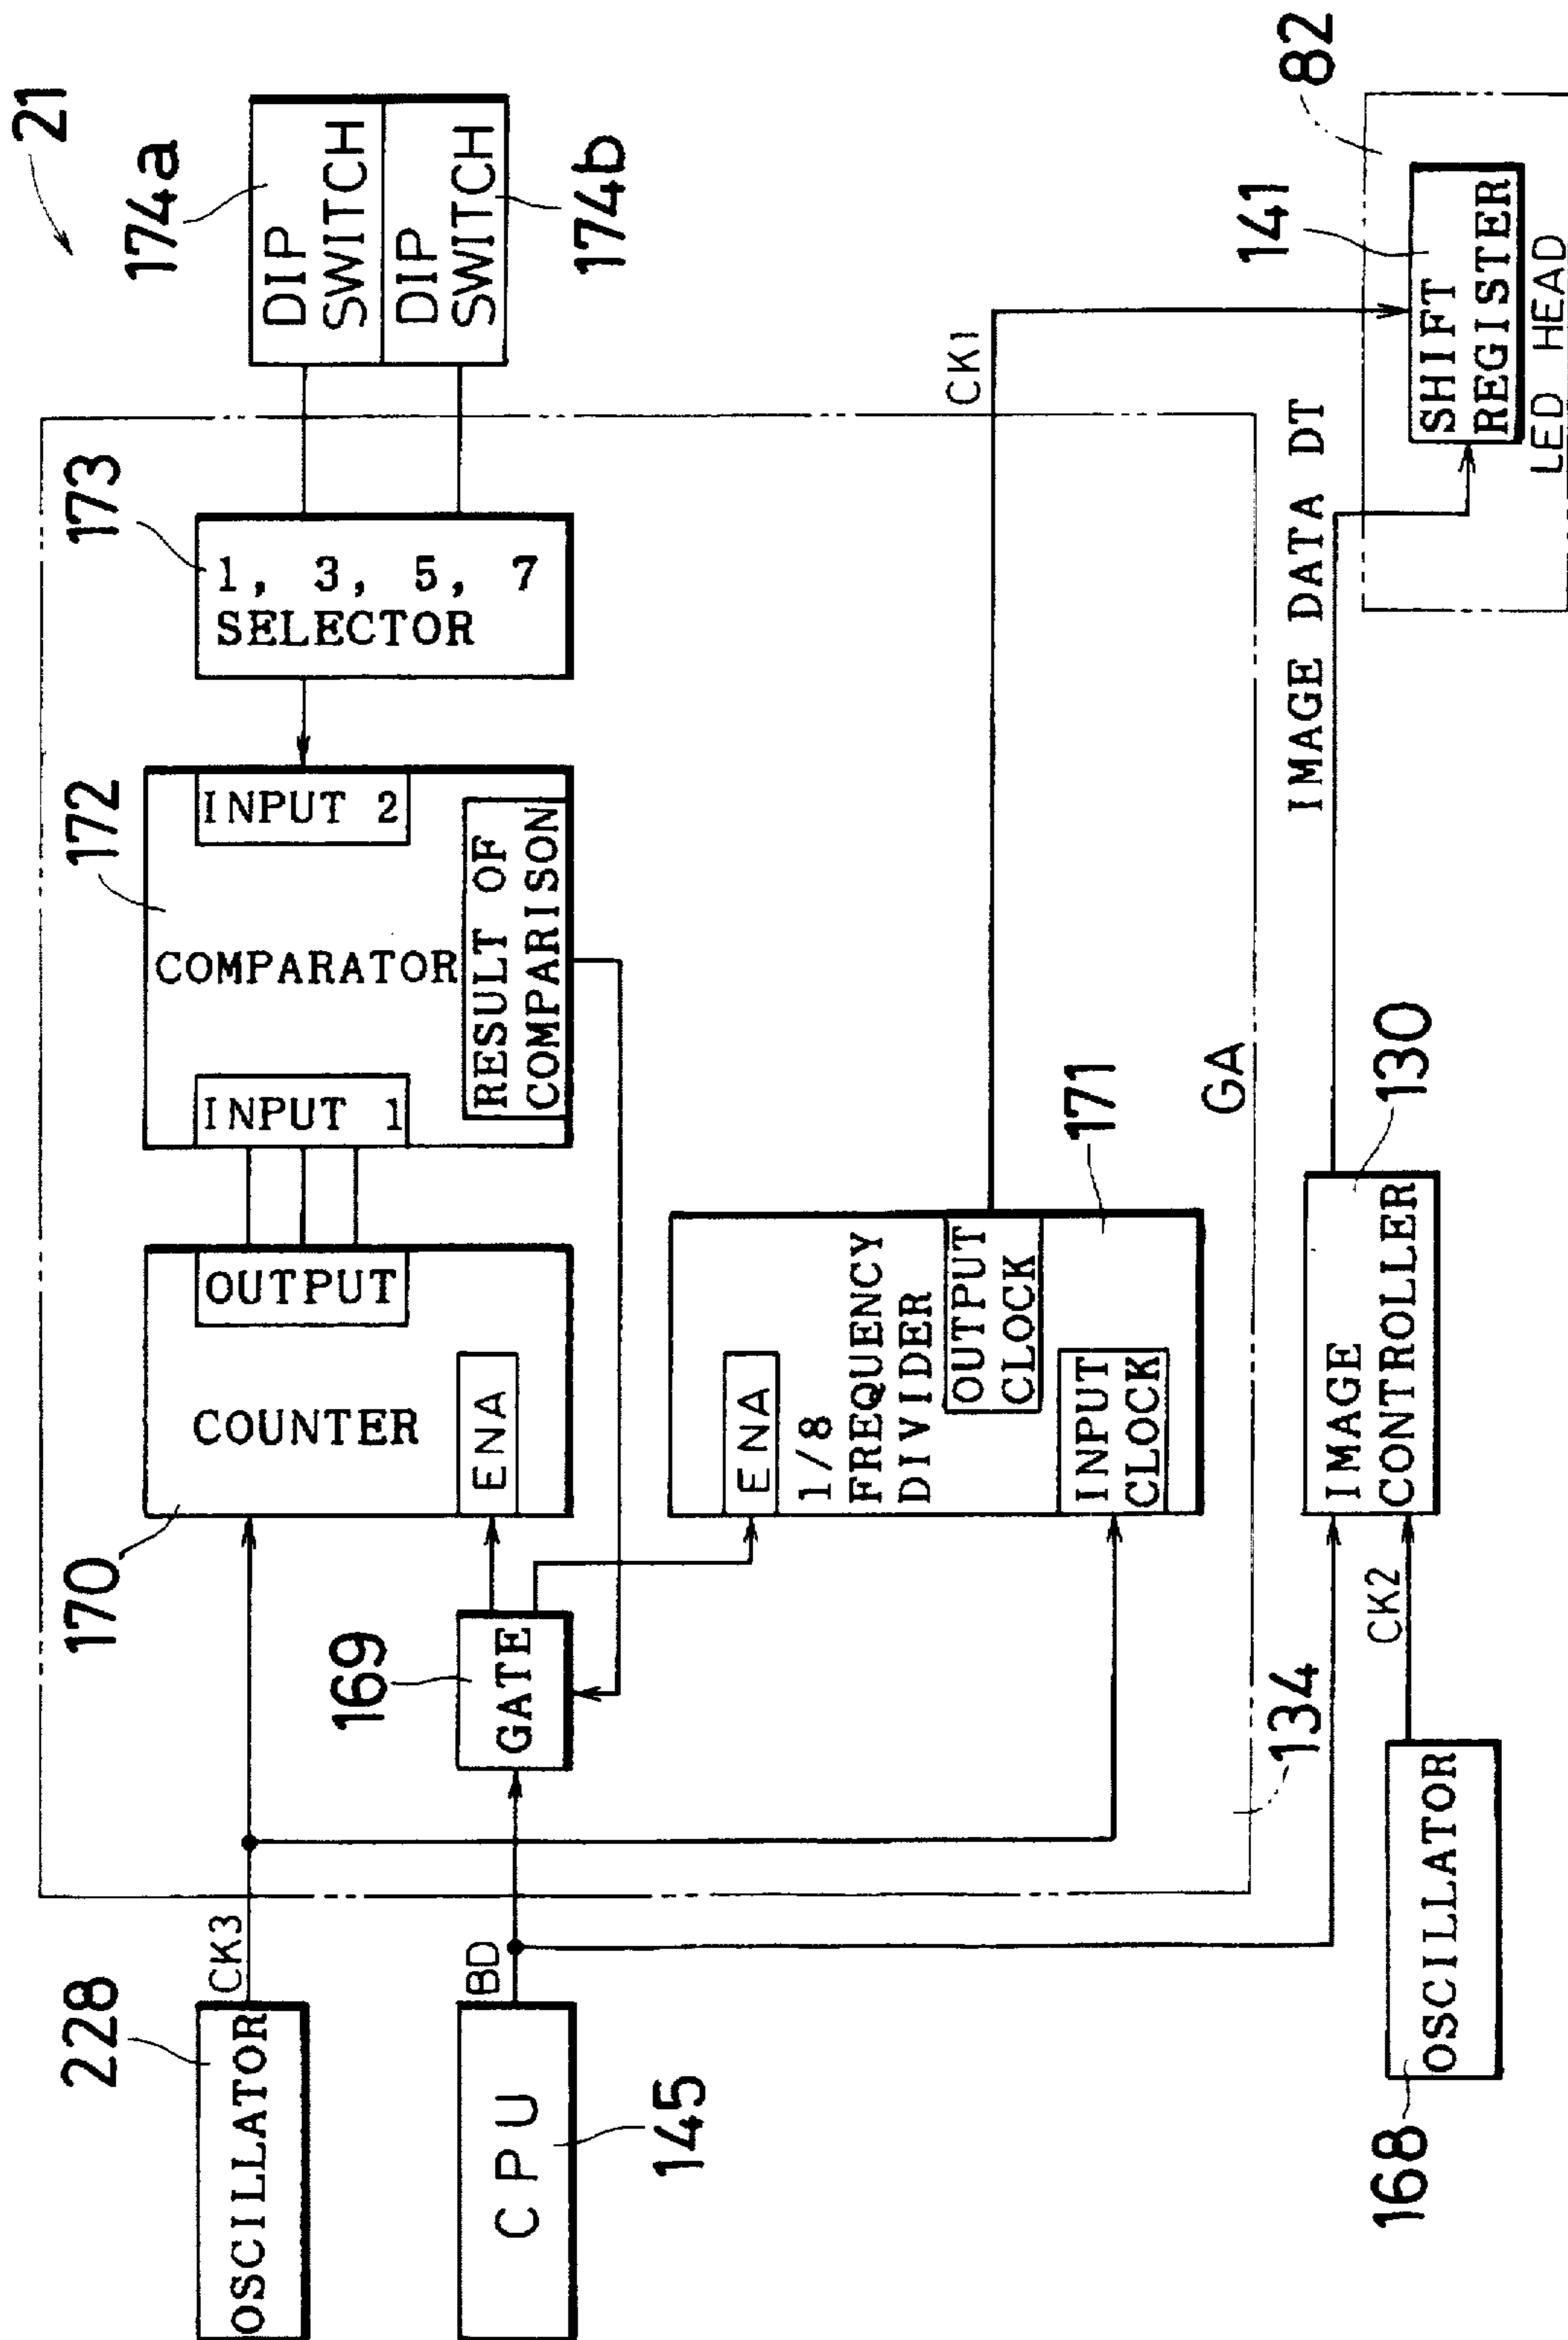 21
174a
DIP
SWITCH
DIP
SWITCH
174b
173
1, 3, 5, 7
SELECTOR
172
INPUT 2
COMPARATOR
INPUT 1
RESULT OF
COMPARISON
170
OUTPUT
COUNTER
ENA
169
GATE
228
OSCILLATOR
CK3
CPU
BD
145
ENA
1/8
FREQUENCY
DIVIDER
OUTPUT
CLOCK
INPUT
CLOCK
171
CK1
GA
134
IMAGE
CONTROLLER
130
168
OSCILLATOR
CK2
IMAGE DATA DT
82
141
SHIFT
REGISTER
LED HEAD